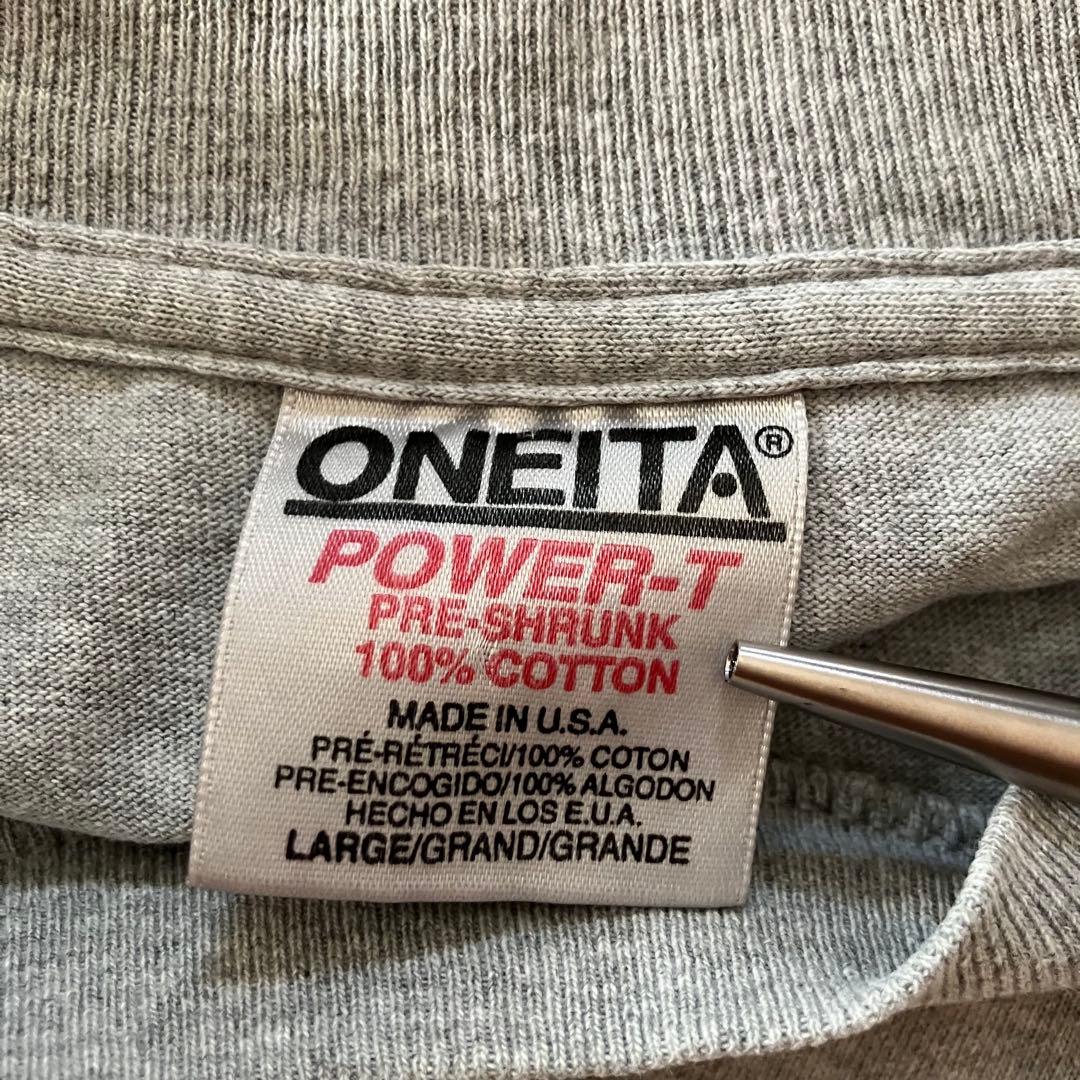 ONEITA®
POWER-T
PRE-SHRUNK
100% COTTON
MADE IN U.S.A.
PRÉ-RÉTRÉCI/100% COTON
PRE-ENCOGIDO/100% ALGODON
HECHO EN LOS E.U.A.
LARGE/GRAND/GRANDE